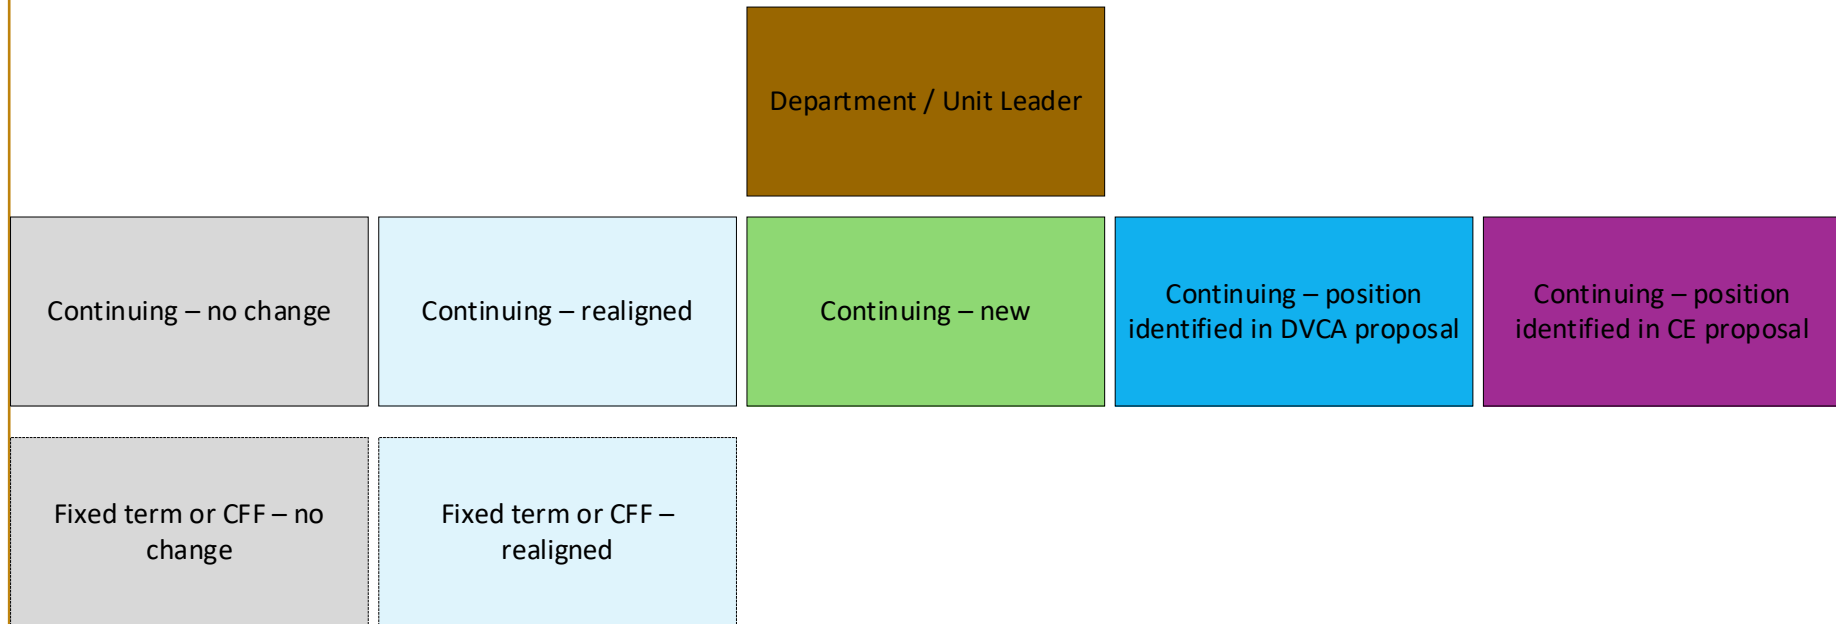 Department / Unit Leader
Continuing – no change
Continuing – realigned
Continuing – new
Continuing – position
identified in DVCA proposal
Continuing – position
identified in CE proposal
Fixed term or CFF – no
change
Fixed term or CFF –
realigned